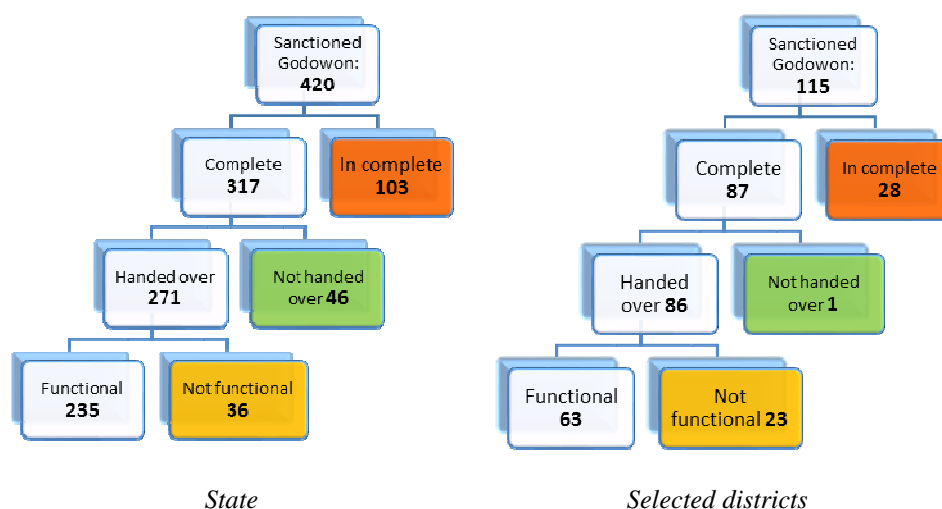 Sanctioned
Godowon:
420
Complete
317
In complete
103
Handed over
271
Not handed
over 46
Functional
235
Not functional
36
State
Sanctioned
Godowon:
115
Complete
87
In complete
28
Handed
over 86
Not handed
over 1
Functional
63
Not
functional 23
Selected districts